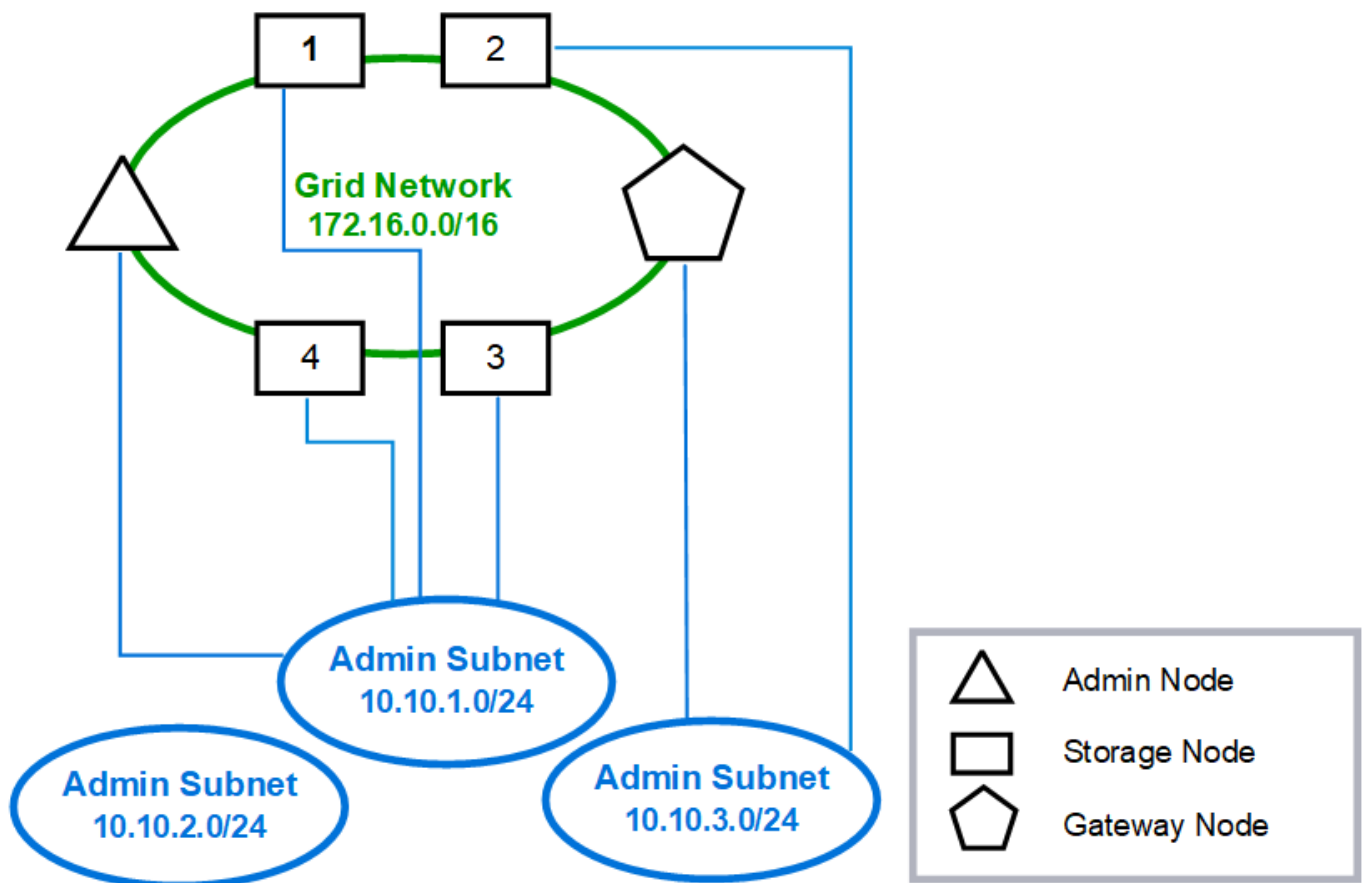 1
2
Grid Network
172.16.0.0/16
4
3
Admin Subnet
10.10.1.0/24
Admin Subnet
10.10.2.0/24
Admin Subnet
10.10.3.0/24
Admin Node
Storage Node
Gateway Node